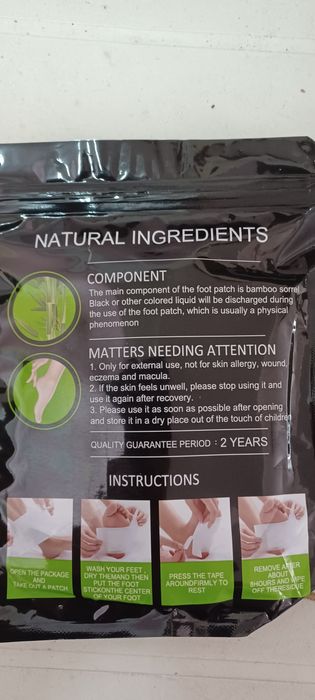 NATURAL INGREDIENTS
COMPONENT
The main component of the foot patch is bamboo sorrel
Black or other colored liquid will be discharged during
the use of the foot patch, which is usually a physical
phenomenon
MATTERS NEEDING ATTENTION
1. Only for external use, not for skin allergy, wound,
eczema and macula.
2. If the skin feels unwell, please stop using it and
use it again after recovery.
3. Please use it as soon as possible after opening
and store it in a dry place out of the touch of children
QUALITY GUARANTEE PERIOD : 2 YEARS
INSTRUCTIONS
OPEN THE PACKAGE
AND
TAKE OUT A PATCH
WASH YOUR FEET ,
DRY THEMAND THEN
PUT THE FOOT
STICKONTHE CENTER
OF YOUR FOOT
PRESS THE TAPE
AROUNDFIRMLY TO
REST
REMOVE AFTER
ABOUT
8HOURS AND WIPE
OFF THERESIDUE